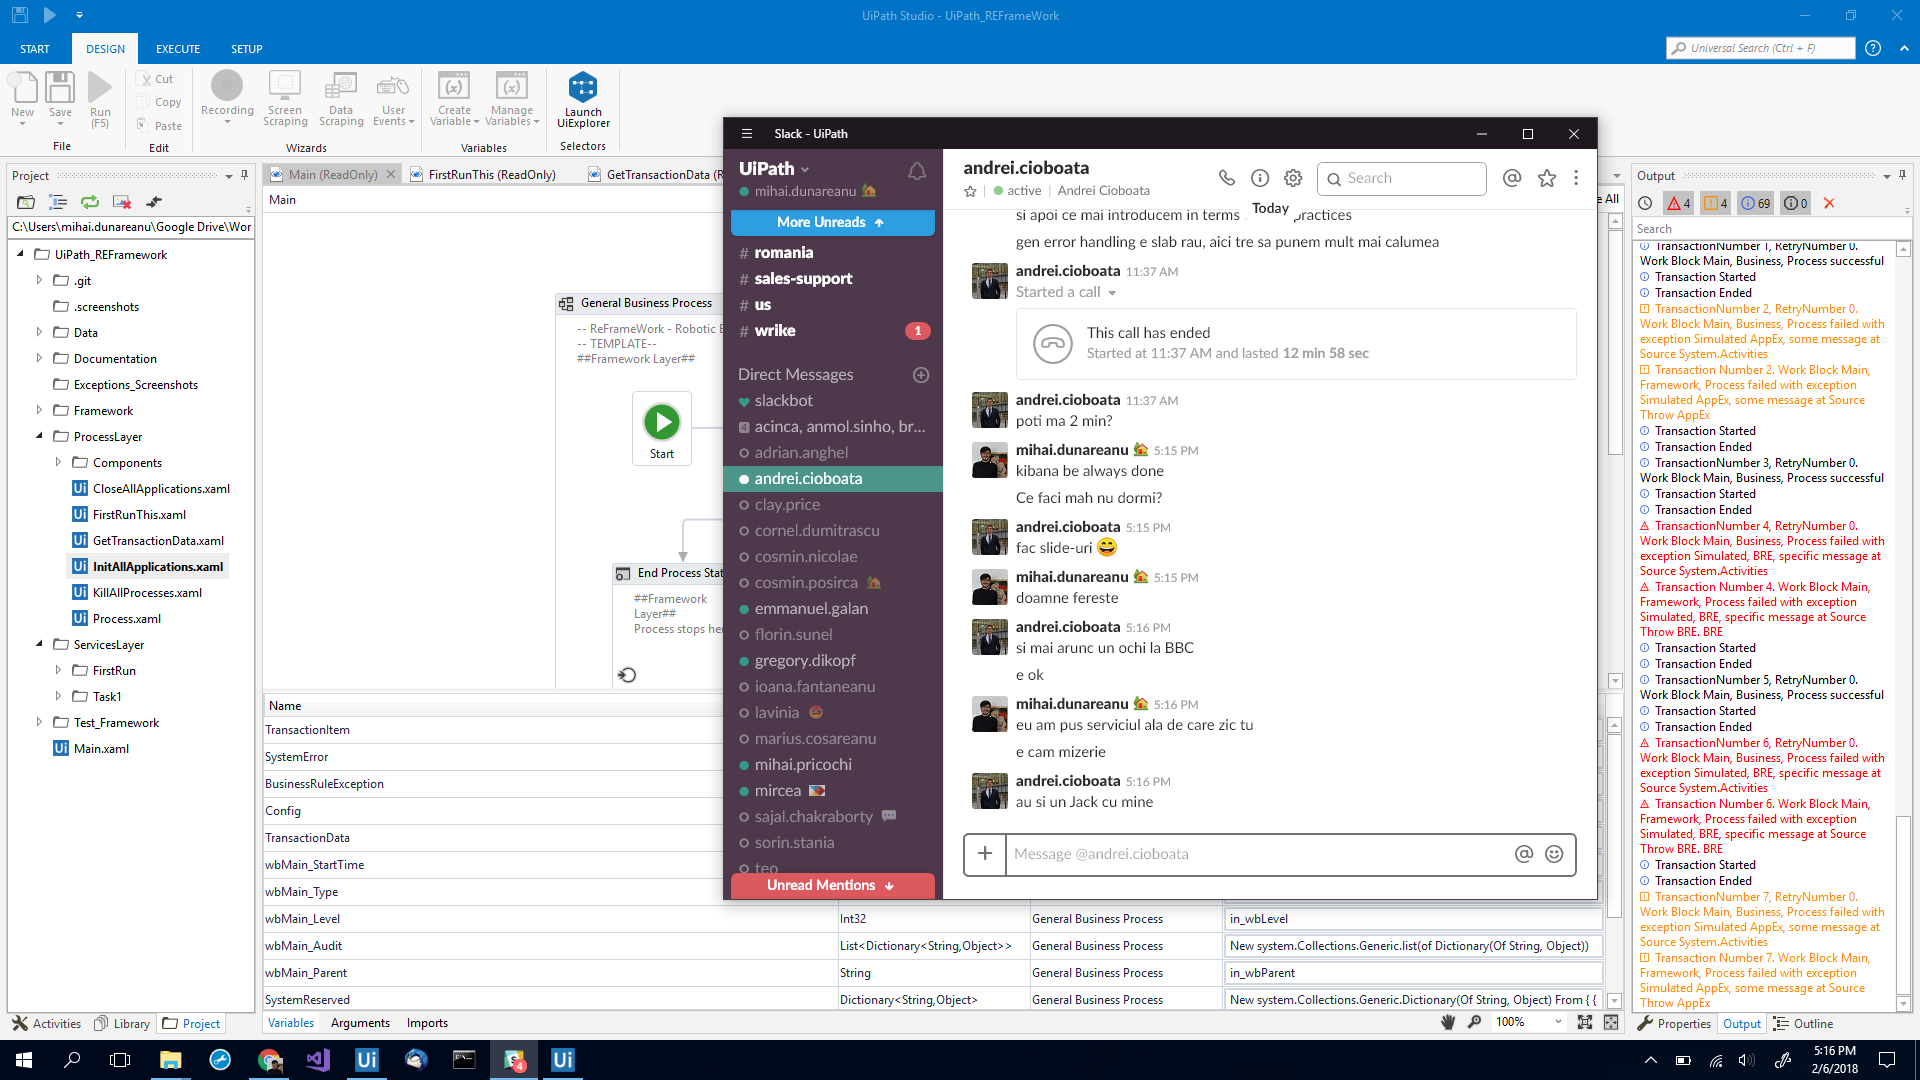 UiPath Studio - UiPath_REFrameWork
START
DESIGN
EXECUTE
SETUP
Universal Search (Ctrl + F)
New
Save
Run
(F5)
File
Cut
Copy
Paste
Edit
Recording
Screen
Scraping
Data
Scraping
User
Events
Wizards
Create
Variable
Manage
Variables
Variables
Launch
UiExplorer
Selectors
Project
C:\Users\mihai.dunareanu\Google Drive\Wor
UiPath_REFramework
.git
.screenshots
Data
Documentation
Exceptions_Screenshots
Framework
ProcessLayer
Components
CloseAllApplications.xaml
FirstRunThis.xaml
GetTransactionData.xaml
InitAllApplications.xaml
KillAllProcesses.xaml
Process.xaml
ServicesLayer
FirstRun
Task1
Test_Framework
Main.xaml
Activities
Library
Project
Main (ReadOnly)
FirstRunThis (ReadOnly)
GetTransactionData (R
Main
e All
General Business Process
-- ReFrameWork - Robotic E
-- TEMPLATE--
##Framework Layer##
Start
End Process Stat
##Framework
Layer##
Process stops her
Name
TransactionItem
SystemError
BusinessRuleException
Config
TransactionData
wbMain_StartTime
wbMain_Type
wbMain_Level Int32 General Business Process in_wbLevel
wbMain_Audit List<Dictionary<String,Object>> General Business Process New system.Collections.Generic.list(of Dictionary(Of String, Object))
wbMain_Parent String General Business Process in_wbParent
SystemReserved Dictionary<String,Object> General Business Process New system.Collections.Generic.Dictionary(Of String, Object) From { {
Variables
Arguments
Imports
100%
Slack - UiPath
UiPath
mihai.dunareanu
More Unreads
# romania
# sales-support
# us
# wrike 1
Direct Messages
slackbot
4 acinca, anmol.sinho, br...
adrian.anghel
andrei.cioboata
clay.price
cornel.dumitrascu
cosmin.nicolae
cosmin.posirca
emmanuel.galan
florin.sunel
gregory.dikopf
ioana.fantaneanu
lavinia
marius.cosareanu
mihai.pricochi
mircea
sajal.chakraborty
sorin.stania
teo
Unread Mentions
andrei.cioboata
active
Andrei Cioboata
Search
Today
si apoi ce mai introducem in terms practices
gen error handling e slab rau, aici tre sa punem mult mai calumea
andrei.cioboata 11:37 AM
Started a call
This call has ended
Started at 11:37 AM and lasted 12 min 58 sec
andrei.cioboata 11:37 AM
poti ma 2 min?
mihai.dunareanu 5:15 PM
kibana be always done
Ce faci mah nu dormi?
andrei.cioboata 5:15 PM
fac slide-uri
mihai.dunareanu 5:15 PM
doamne fereste
andrei.cioboata 5:16 PM
si mai arunc un ochi la BBC
e ok
mihai.dunareanu 5:16 PM
eu am pus serviciul ala de care zic tu
e cam mizerie
andrei.cioboata 5:16 PM
au si un Jack cu mine
Message @andrei.cioboata
Output
4
4
69
0
Search
TransactionNumber 1, RetryNumber 0.
Work Block Main, Business, Process successful
Transaction Started
Transaction Ended
TransactionNumber 2, RetryNumber 0.
Work Block Main, Business, Process failed with
exception Simulated AppEx, some message at
Source System.Activities
Transaction Number 2. Work Block Main,
Framework, Process failed with exception
Simulated AppEx, some message at Source
Throw AppEx
Transaction Started
Transaction Ended
TransactionNumber 3, RetryNumber 0.
Work Block Main, Business, Process successful
Transaction Started
Transaction Ended
TransactionNumber 4, RetryNumber 0.
Work Block Main, Business, Process failed with
exception Simulated, BRE, specific message at
Source System.Activities
Transaction Number 4. Work Block Main,
Framework, Process failed with exception
Simulated, BRE, specific message at Source
Throw BRE. BRE
Transaction Started
Transaction Ended
TransactionNumber 5, RetryNumber 0.
Work Block Main, Business, Process successful
Transaction Started
Transaction Ended
TransactionNumber 6, RetryNumber 0.
Work Block Main, Business, Process failed with
exception Simulated, BRE, specific message at
Source System.Activities
Transaction Number 6. Work Block Main,
Framework, Process failed with exception
Simulated, BRE, specific message at Source
Throw BRE. BRE
Transaction Started
Transaction Ended
TransactionNumber 7, RetryNumber 0.
Work Block Main, Business, Process failed with
exception Simulated AppEx, some message at
Source System.Activities
Transaction Number 7. Work Block Main,
Framework, Process failed with exception
Simulated AppEx, some message at Source
Throw AppEx
Properties
Output
Outline
5:16 PM
2/6/2018